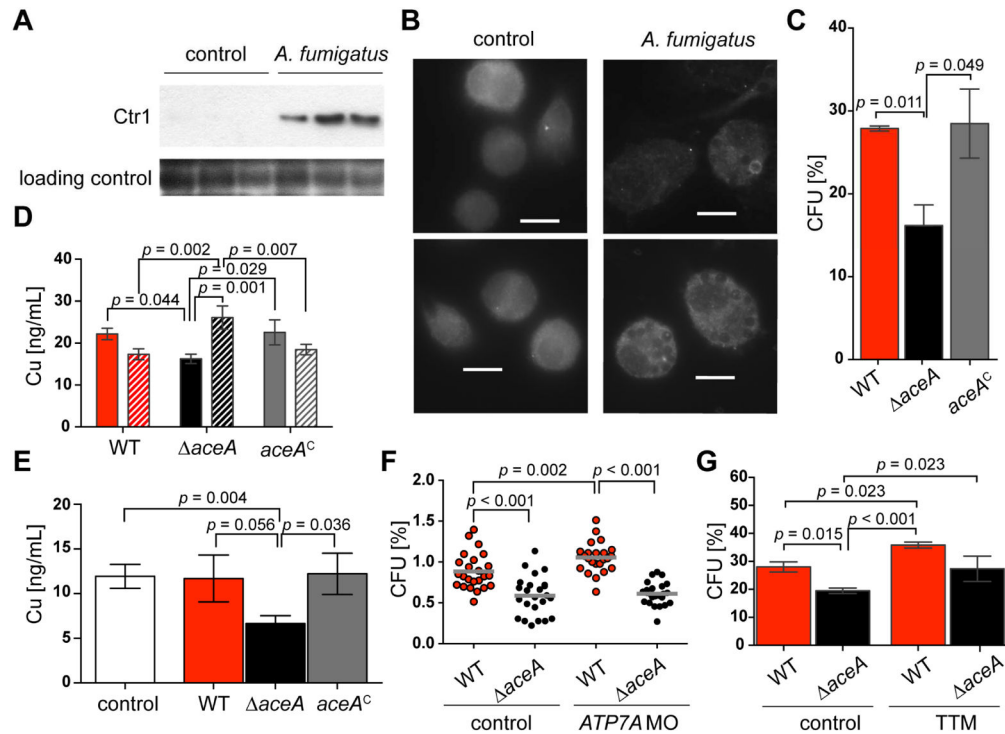 A
control
A. fumigatus
Ctr1
loading control
B
control
A. fumigatus
C
p = 0.049
p = 0.011
40
30
20
10
0
CFU [%]
WT
ΔaceA
aceAC
D
p = 0.002
p = 0.007
p = 0.029
p = 0.044
p = 0.001
40
30
20
10
0
Cu [ng/mL]
WT
ΔaceA
aceAC
E
p = 0.004
p = 0.056
p = 0.036
20
15
10
5
0
Cu [ng/mL]
control
WT
ΔaceA
aceAC
F
p = 0.002
p < 0.001
p < 0.001
2.0
1.5
1.0
0.5
0.0
CFU [%]
WT
ΔaceA
WT
ΔaceA
control
ATP7A MO
G
p = 0.023
p = 0.023
p = 0.015
p < 0.001
60
50
40
30
20
10
0
CFU [%]
WT
ΔaceA
WT
ΔaceA
control
TTM